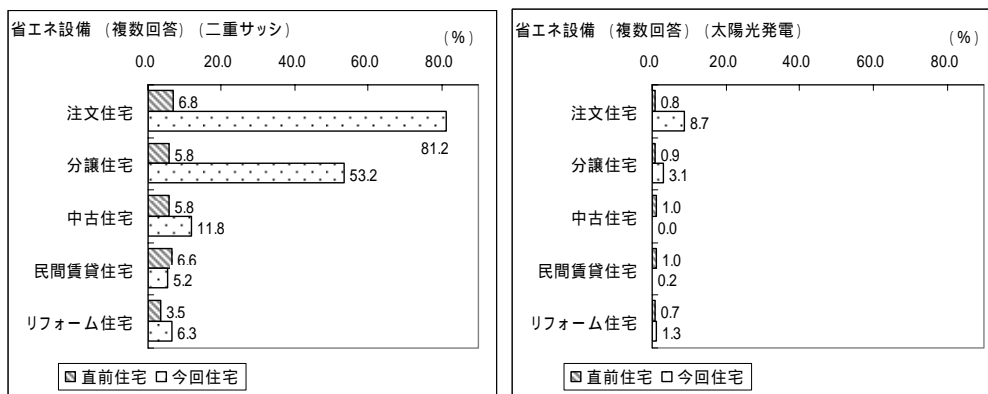 省エネ設備 (複数回答) (二重サッシ)
(%)
0.0 20.0 40.0 60.0 80.0
注文住宅
6.8
81.2
分譲住宅
5.8
53.2
中古住宅
5.8
11.8
民間賃貸住宅
6.6
5.2
リフォーム住宅
3.5
6.3
直前住宅 今回住宅
省エネ設備 (複数回答) (太陽光発電)
(%)
0.0 20.0 40.0 60.0 80.0
注文住宅
0.8
8.7
分譲住宅
0.9
3.1
中古住宅
1.0
0.0
民間賃貸住宅
1.0
0.2
リフォーム住宅
0.7
1.3
直前住宅 今回住宅